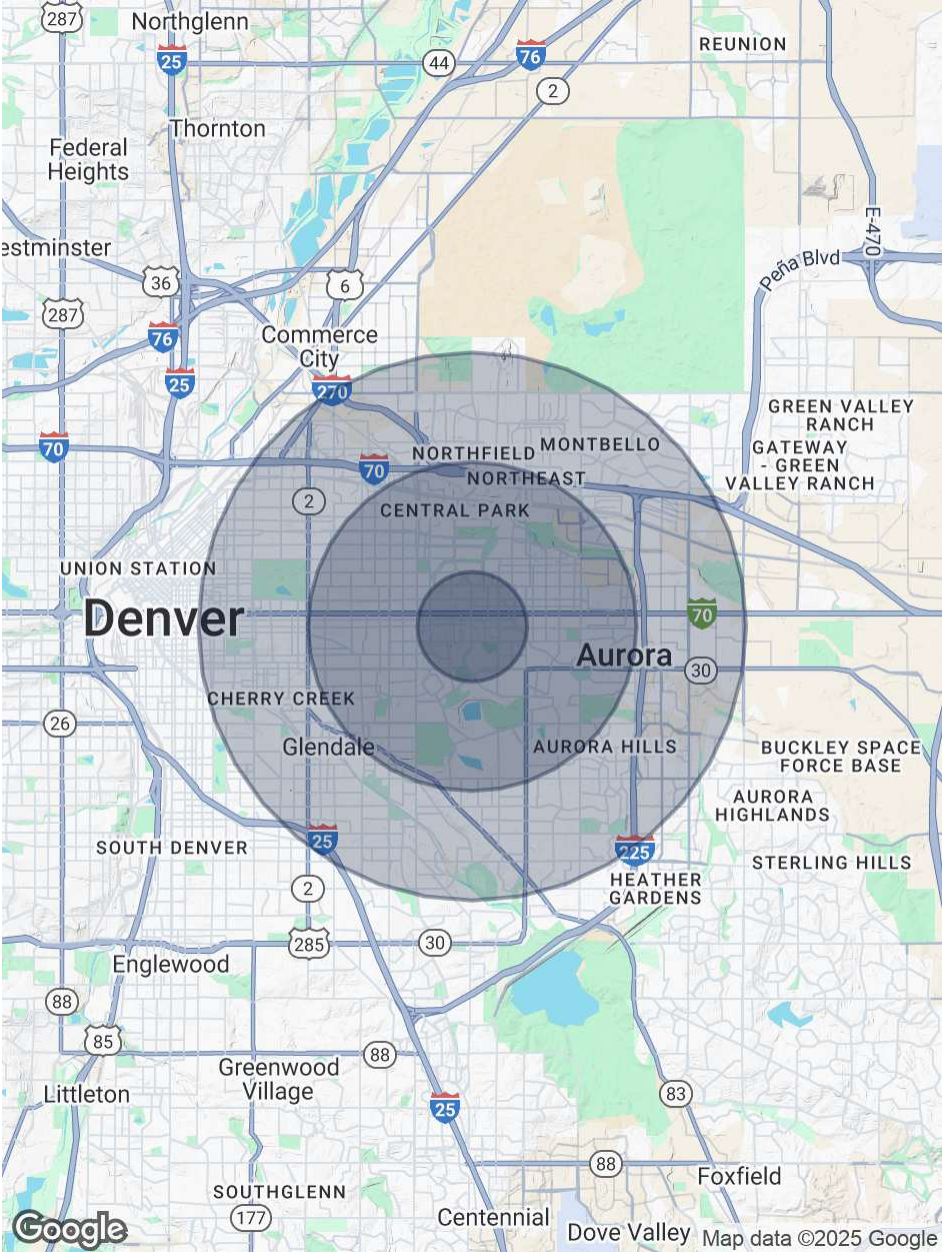 287
Northglenn
25
44
76
REUNION
2
Thornton
Federal
Heights
E-470
estminster
Peña Blvd
36
6
287
76
Commerce
City
25
270
GREEN VALLEY
RANCH
70
NORTHFIELD
MONTBELLO
GATEWAY
- GREEN
VALLEY RANCH
70
NORTHEAST
2
CENTRAL PARK
UNION STATION
Denver
70
Aurora
30
CHERRY CREEK
26
Glendale
AURORA HILLS
BUCKLEY SPACE
FORCE BASE
AURORA
HIGHLANDS
25
SOUTH DENVER
225
STERLING HILLS
2
HEATHER
GARDENS
285
30
Englewood
88
85
88
Greenwood
Village
Littleton
83
25
88
Foxfield
SOUTHGLENN
177
Centennial
Dove Valley
Google
Map data ©2025 Google